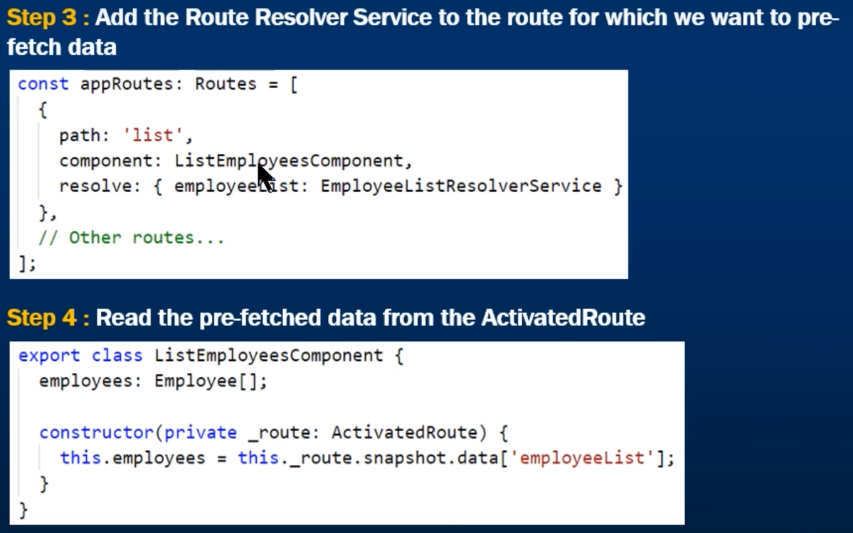 Step 3 : Add the Route Resolver Service to the route for which we want to pre-
fetch data
const appRoutes: Routes = [
  {
    path: 'list',
    component: ListEmployeesComponent,
    resolve: { employeeList: EmployeeListResolverService }
  },
  // Other routes...
];
Step 4 : Read the pre-fetched data from the ActivatedRoute
export class ListEmployeesComponent {
  employees: Employee[];
  constructor(private _route: ActivatedRoute) {
    this.employees = this._route.snapshot.data['employeeList'];
  }
}